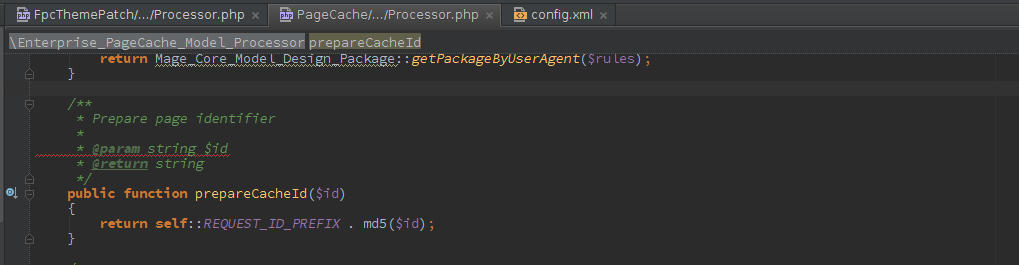 FpcThemePatch/.../Processor.php × PageCache/.../Processor.php × config.xml ×
\Enterprise_PageCache_Model_Processor prepareCacheId
return Mage_Core_Model_Design_Package::getPackageByUserAgent($rules);
}
/**
* Prepare page identifier
*
* @param string $id
* @return string
*/
public function prepareCacheId($id)
{
return self::REQUEST_ID_PREFIX . md5($id);
}